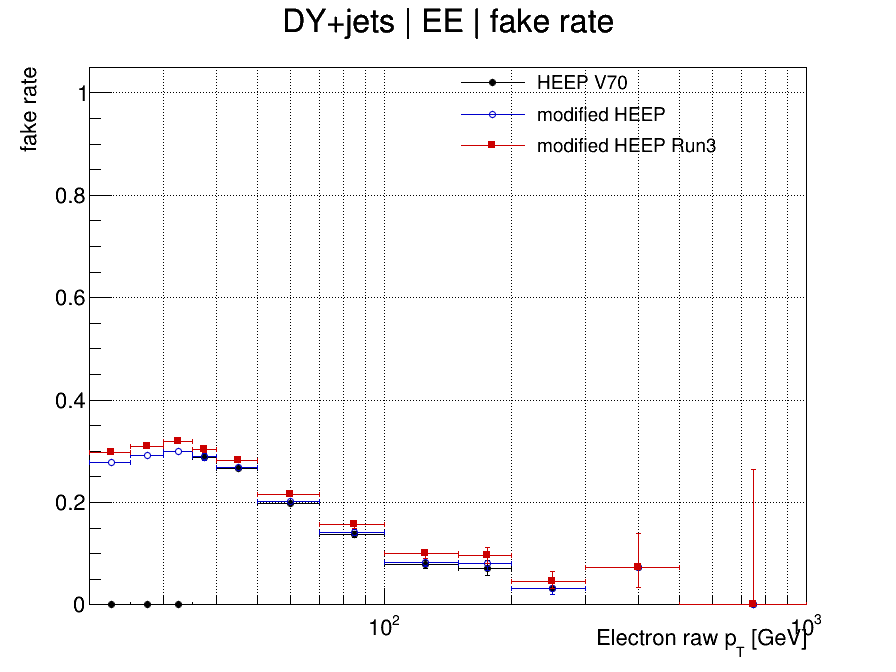 DY+jets | EE | fake rate
fake rate
HEEP V70
modified HEEP
modified HEEP Run3
1
0.8
0.6
0.4
0.2
0
10²
10³
Electron raw p_T [GeV]